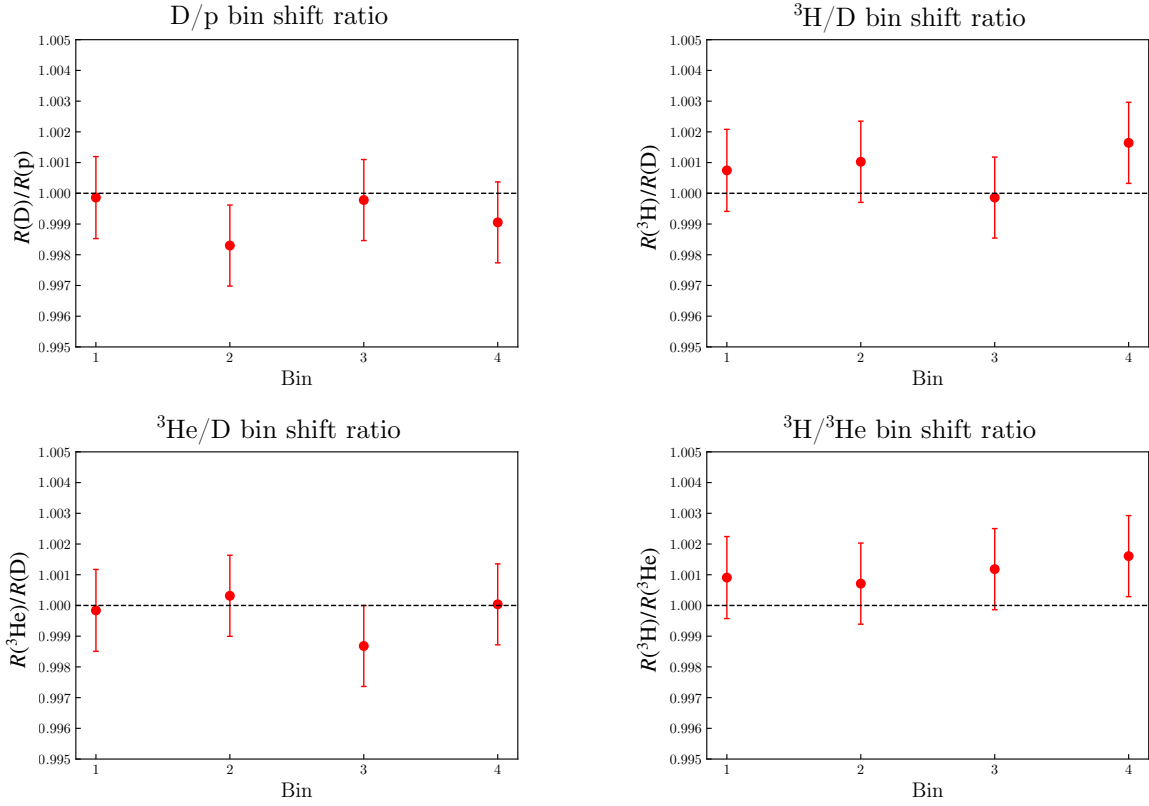 D/p bin shift ratio
R(D)/R(p)
1.005
1.004
1.003
1.002
1.001
1.000
0.999
0.998
0.997
0.996
0.995
1 2 3 4
Bin
³H/D bin shift ratio
R(³H)/R(D)
1.005
1.004
1.003
1.002
1.001
1.000
0.999
0.998
0.997
0.996
0.995
1 2 3 4
Bin
³He/D bin shift ratio
R(³He)/R(D)
1.005
1.004
1.003
1.002
1.001
1.000
0.999
0.998
0.997
0.996
0.995
1 2 3 4
Bin
³H/³He bin shift ratio
R(³H)/R(³He)
1.005
1.004
1.003
1.002
1.001
1.000
0.999
0.998
0.997
0.996
0.995
1 2 3 4
Bin